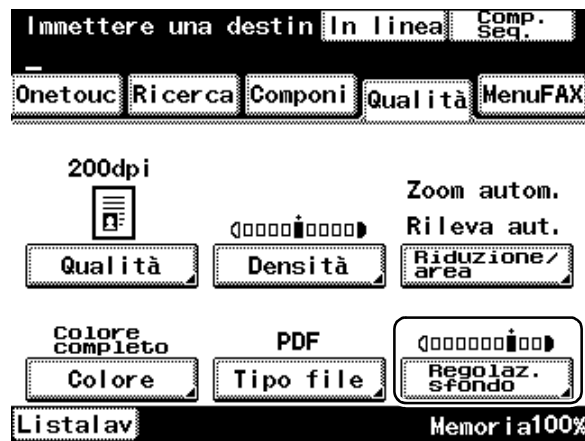 Immettere una destin In linea Comp. Seq.
Onetouc Ricerca Componi Qualità MenuFAX
200dpi
Zoom autom.
Rileva aut.
Qualità Densità Riduzione/ area
Colore completo PDF
Colore Tipo file Regolaz. sfondo
Listalav Memoria100%